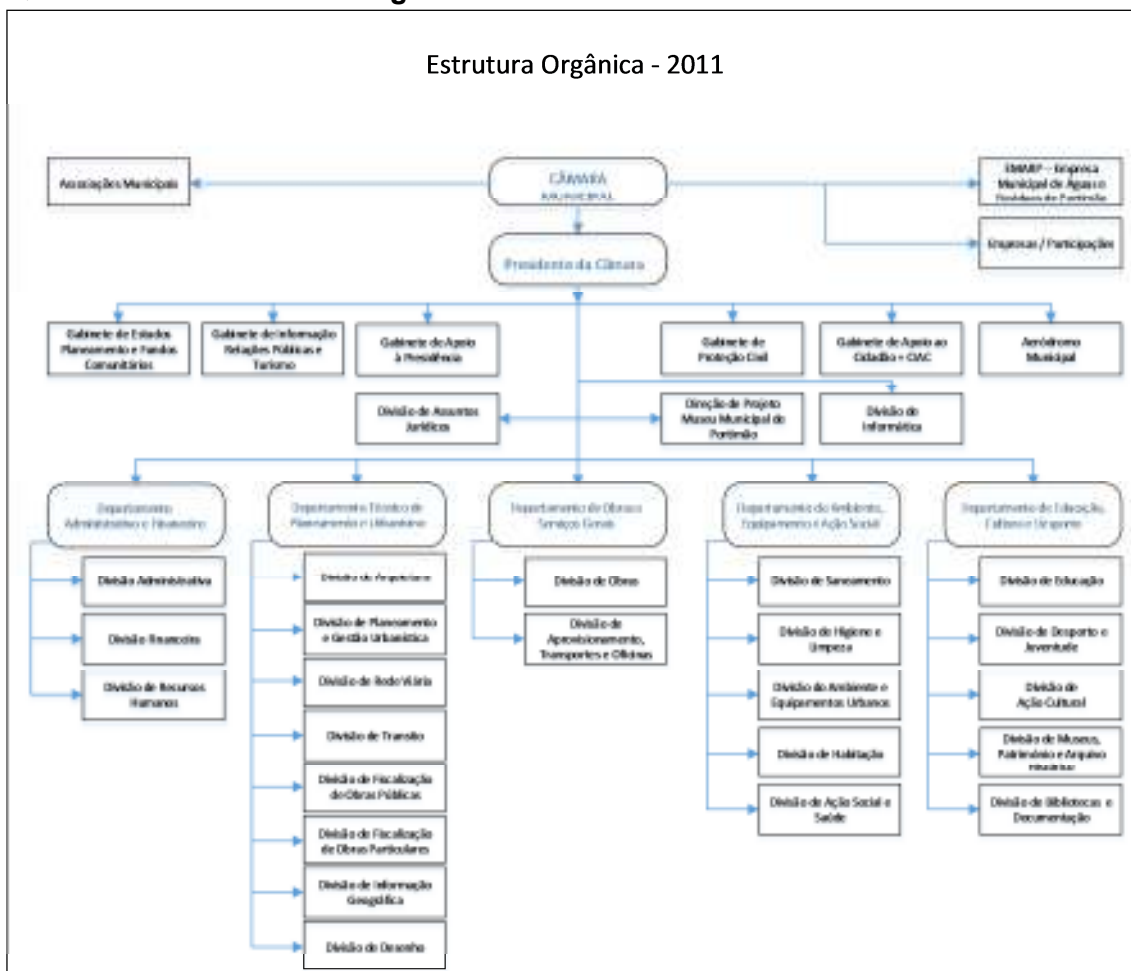 Estrutura Orgânica - 2011
Associações Municipais
CÂMARA
MUNICIPAL
EMARP – Empresa
Municipal de Águas e
Resíduos de Portimão
Empresas / Participações
Presidente da Câmara
Gabinete de Estudos
Planeamento e Fundos
Comunitários
Gabinete de Informação
Relações Públicas e
Turismo
Gabinete de Apoio
à Presidência
Gabinete de
Proteção Civil
Gabinete de Apoio ao
Cidadão e CIAC
Aeródromo
Municipal
Divisão de Assuntos
Jurídicos
Direção de Projeto
Museu Municipal de
Portimão
Divisão de
Informática
Departamento
Administrativo e Financeiro
Departamento Técnico de
Planeamento e Urbanismo
Departamento de Obras e
Serviços Gerais
Departamento do Ambiente,
Equipamento e Ação Social
Departamento de Educação,
Cultura e Desporto
Divisão Administrativa
Divisão Financeira
Divisão de Recursos
Humanos
Divisão de Arquitetura
Divisão de Planeamento
e Gestão Urbanística
Divisão de Rede Viária
Divisão de Transito
Divisão de Fiscalização
de Obras Públicas
Divisão de Fiscalização
de Obras Particulares
Divisão de Informação
Geográfica
Divisão de Desenho
Divisão de Obras
Divisão de
Aprovisionamento,
Transportes e Oficinas
Divisão de Saneamento
Divisão de Higiene e
Limpeza
Divisão do Ambiente e
Equipamentos Urbanos
Divisão de Habitação
Divisão de Ação Social e
Saúde
Divisão de Educação
Divisão de Desporto e
Juventude
Divisão de
Ação Cultural
Divisão de Museus,
Património e Arquivo
Histórico
Divisão de Bibliotecas e
Documentação